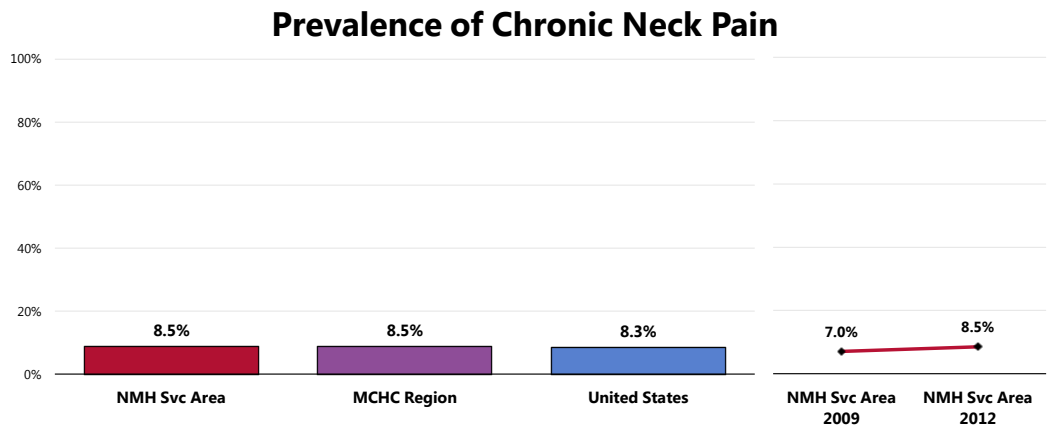 Prevalence of Chronic Neck Pain
100%
80%
60%
40%
20%
0%
8.5%
8.5%
8.3%
NMH Svc Area
MCHC Region
United States
7.0%
8.5%
NMH Svc Area
2009
NMH Svc Area
2012